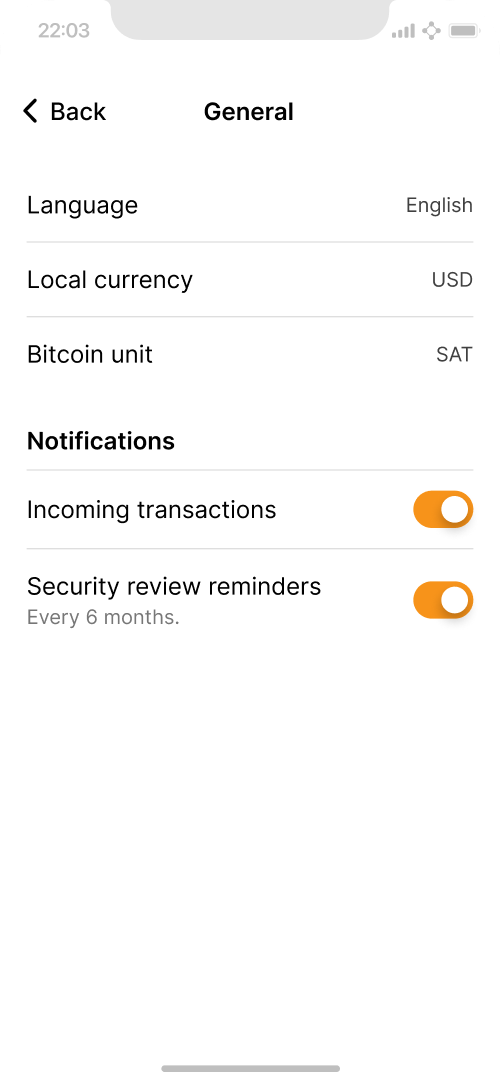 22:03
Back
General
Language
English
Local currency
USD
Bitcoin unit
SAT
Notifications
Incoming transactions
Security review reminders
Every 6 months.